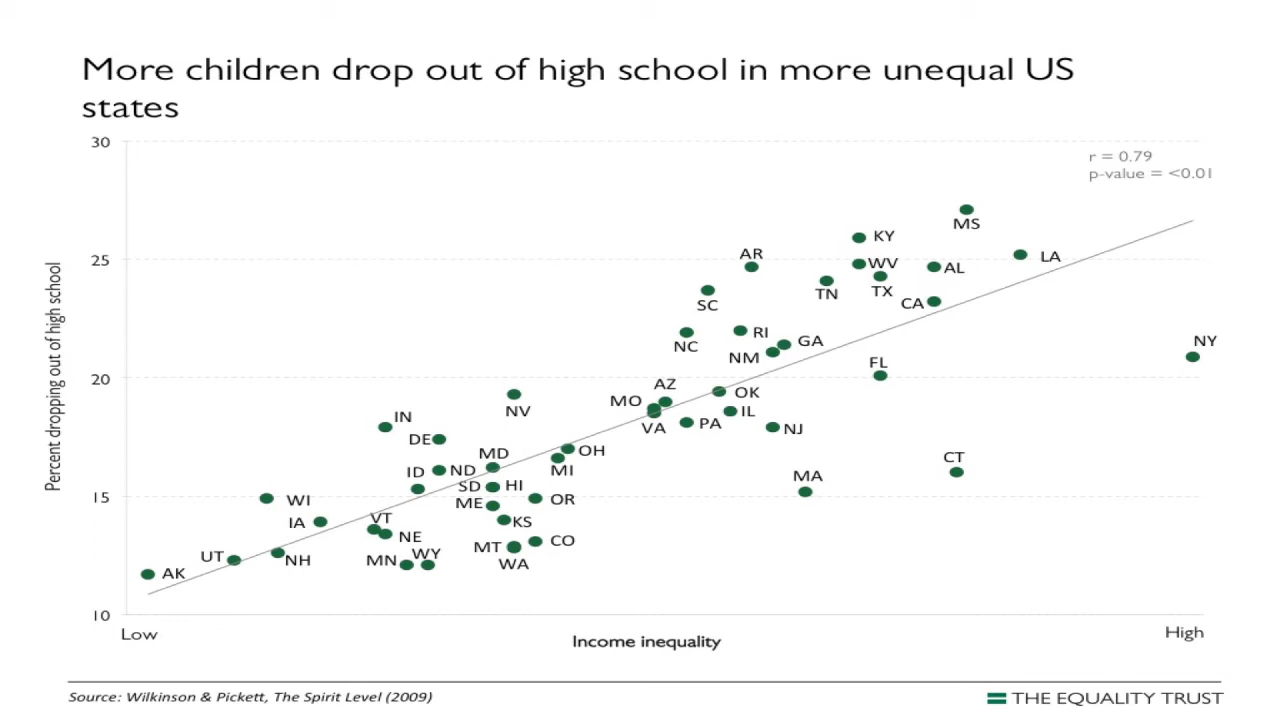 More children drop out of high school in more unequal US
states
30
r = 0.79
p-value = <0.01
MS
KY
AR
LA
25
WV
AL
TN
TX
SC
CA
Percent dropping out of high school
RI
GA
NC
NM
NY
FL
20
AZ
OK
MO
NV
IL
IN
VA
PA
NJ
DE
MD
OH
CT
ID
ND
MI
MA
SD
HI
15
WI
ME
OR
IA
VT
KS
NE
CO
UT
NH
MN
WY
MT
WA
AK
10
Low
High
Income inequality
Source: Wilkinson & Pickett, The Spirit Level (2009)
THE EQUALITY TRUST